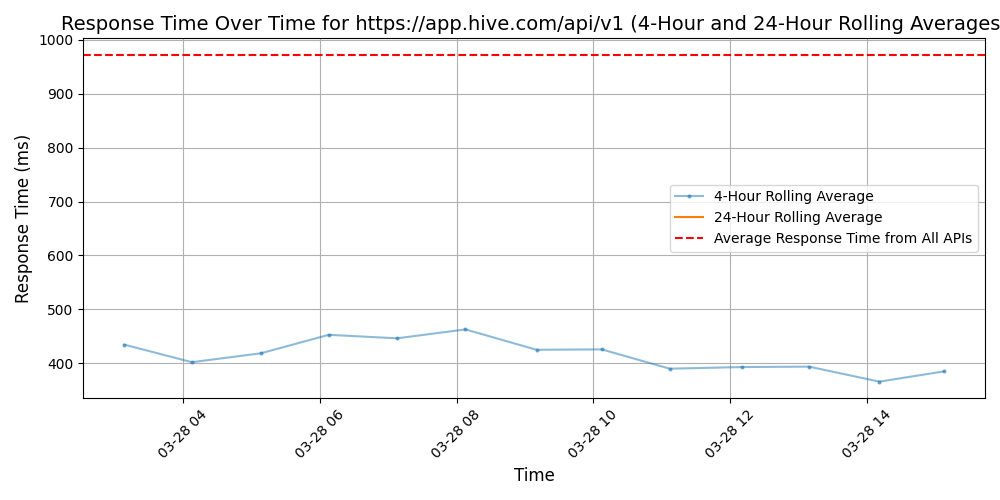 Response Time Over Time for https://app.hive.com/api/v1 (4-Hour and 24-Hour Rolling Averages
1000
900
800
700
600
500
400
Response Time (ms)
4-Hour Rolling Average
24-Hour Rolling Average
Average Response Time from All APIs
03-28 04
03-28 06
03-28 08
03-28 10
03-28 12
03-28 14
Time